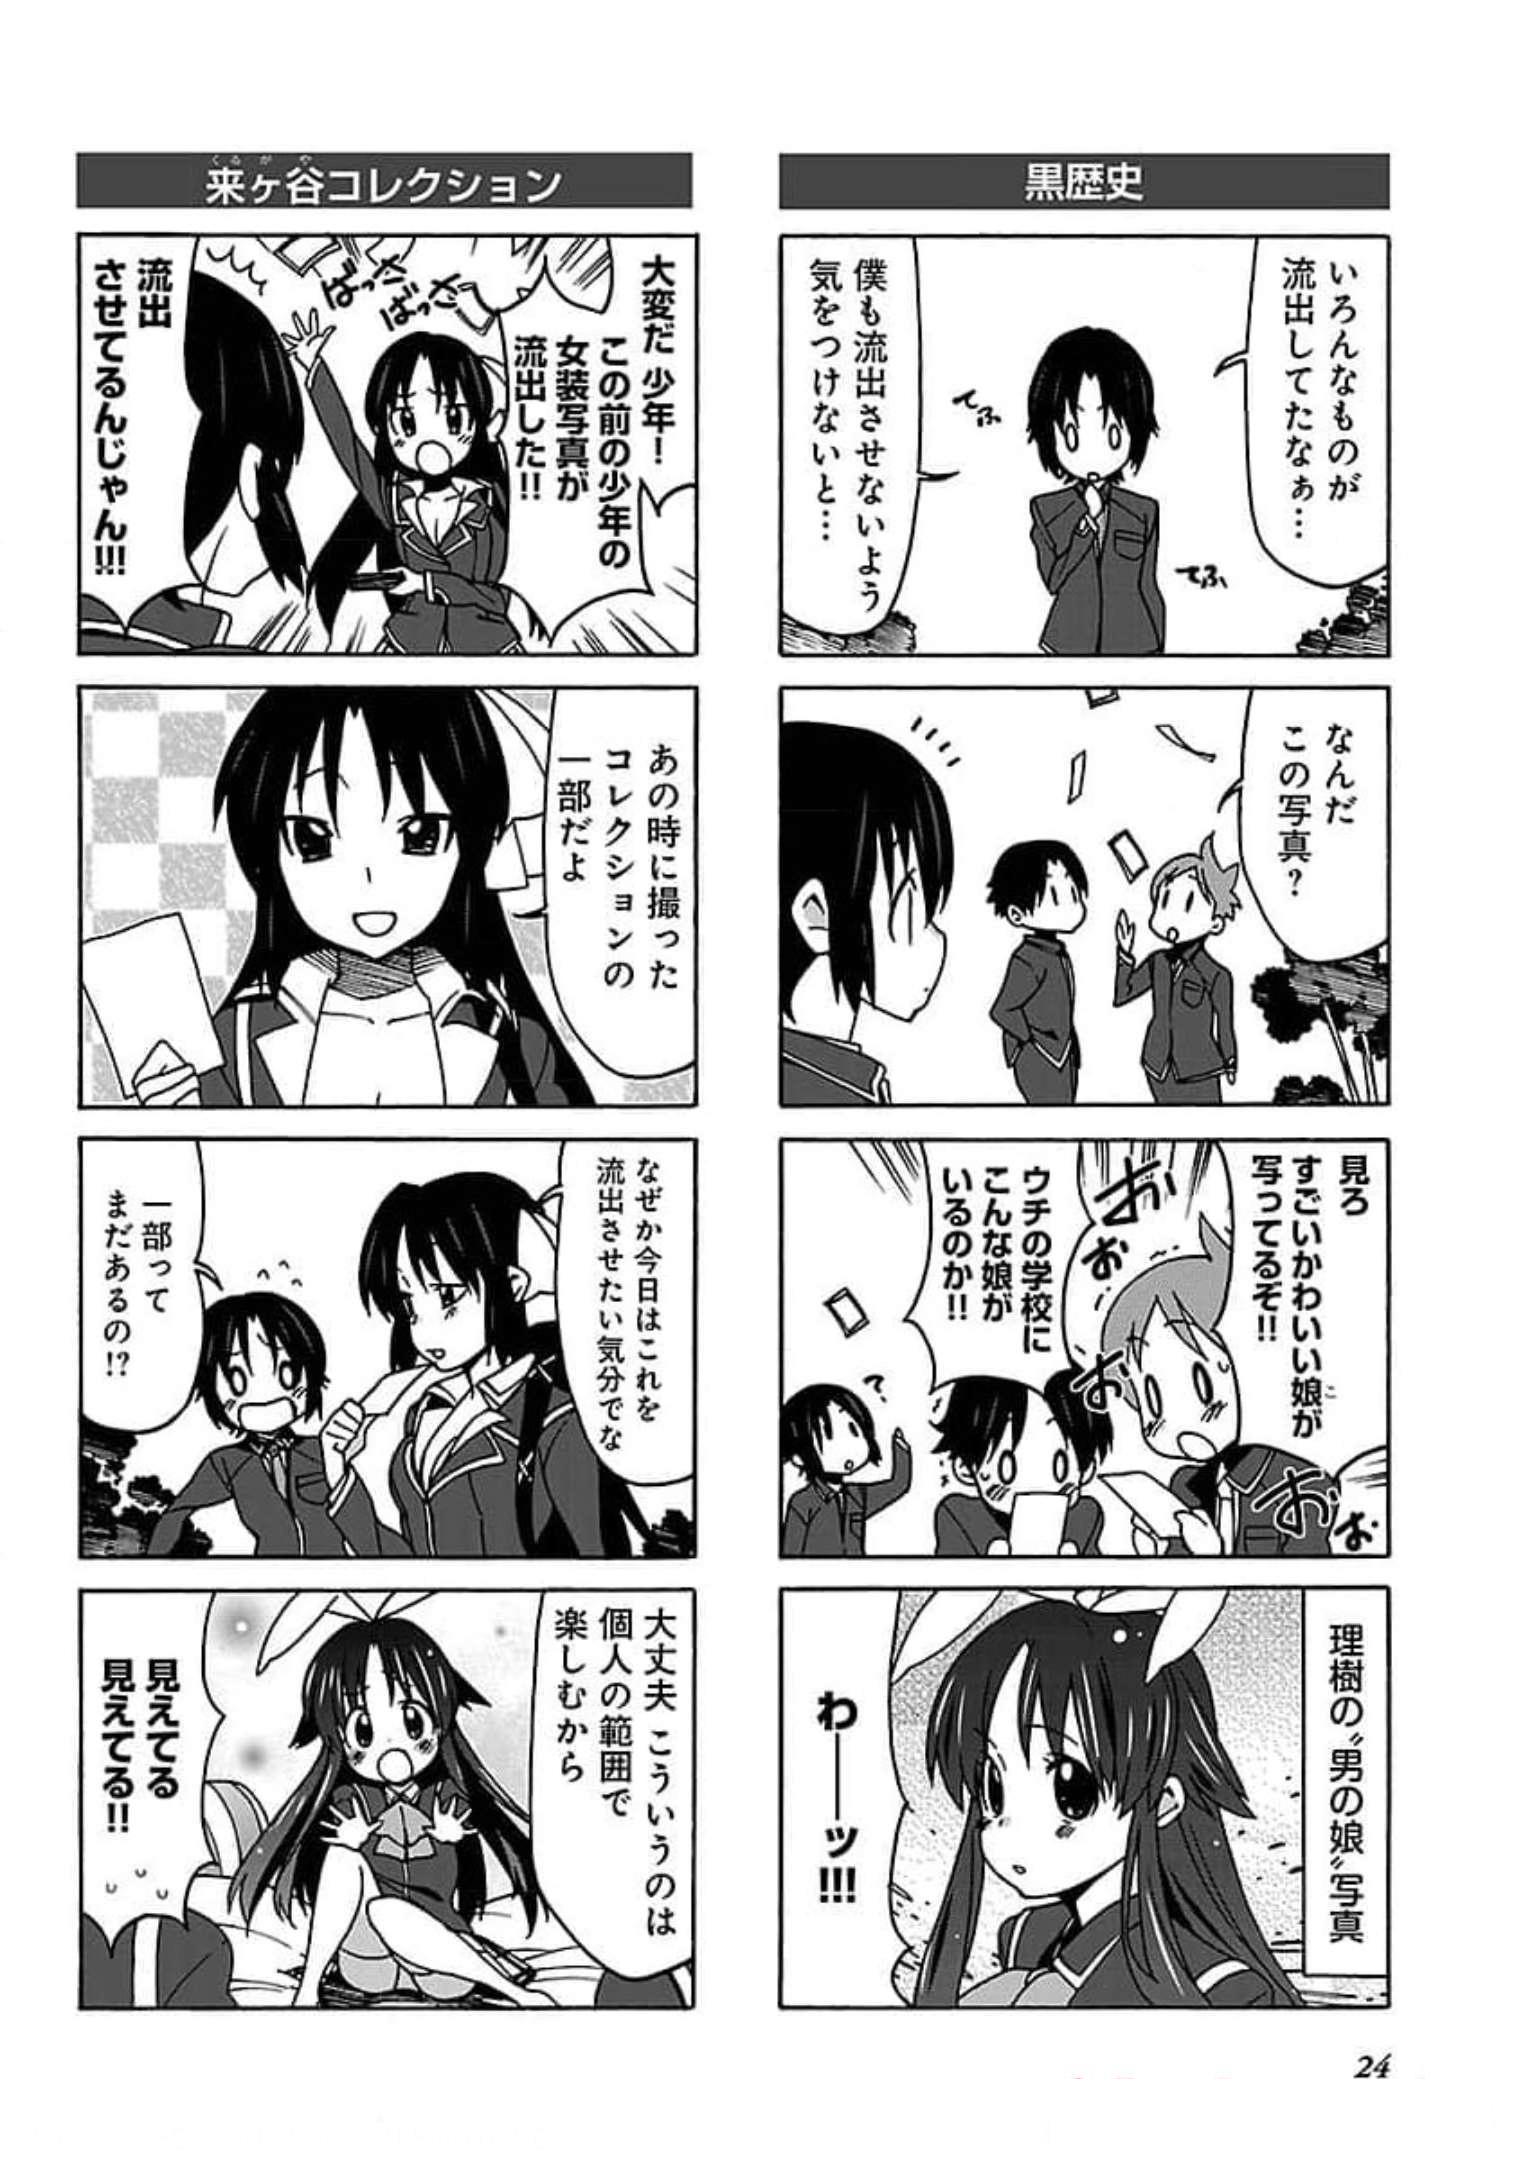 黒歴史
いろんなものが
流出してたなぁ…
てふ
てふ
僕も流出させないよう
気をつけないと…
なんだ
この写真?
見ろ
すごいかわいい娘が
こ
写ってるぞ!!
おおおおお
ウチの学校に
こんな娘が
いるのか!!
?
理樹の〝男の娘〟写真
わーーッ!!!
来ヶ谷コレクション
くるがや
大変だ 少年!
この前の少年の
女装写真が
流出した!!
ばっさ
ばっさ
流出
させてるんじゃん!!!
あの時に撮った
コレクションの
一部だよ
なぜか今日はこれを
流出させたい気分でな
一部って
まだあるの!?
大丈夫 こういうのは
個人の範囲で
楽しむから
見えてる
見えてる!!
24